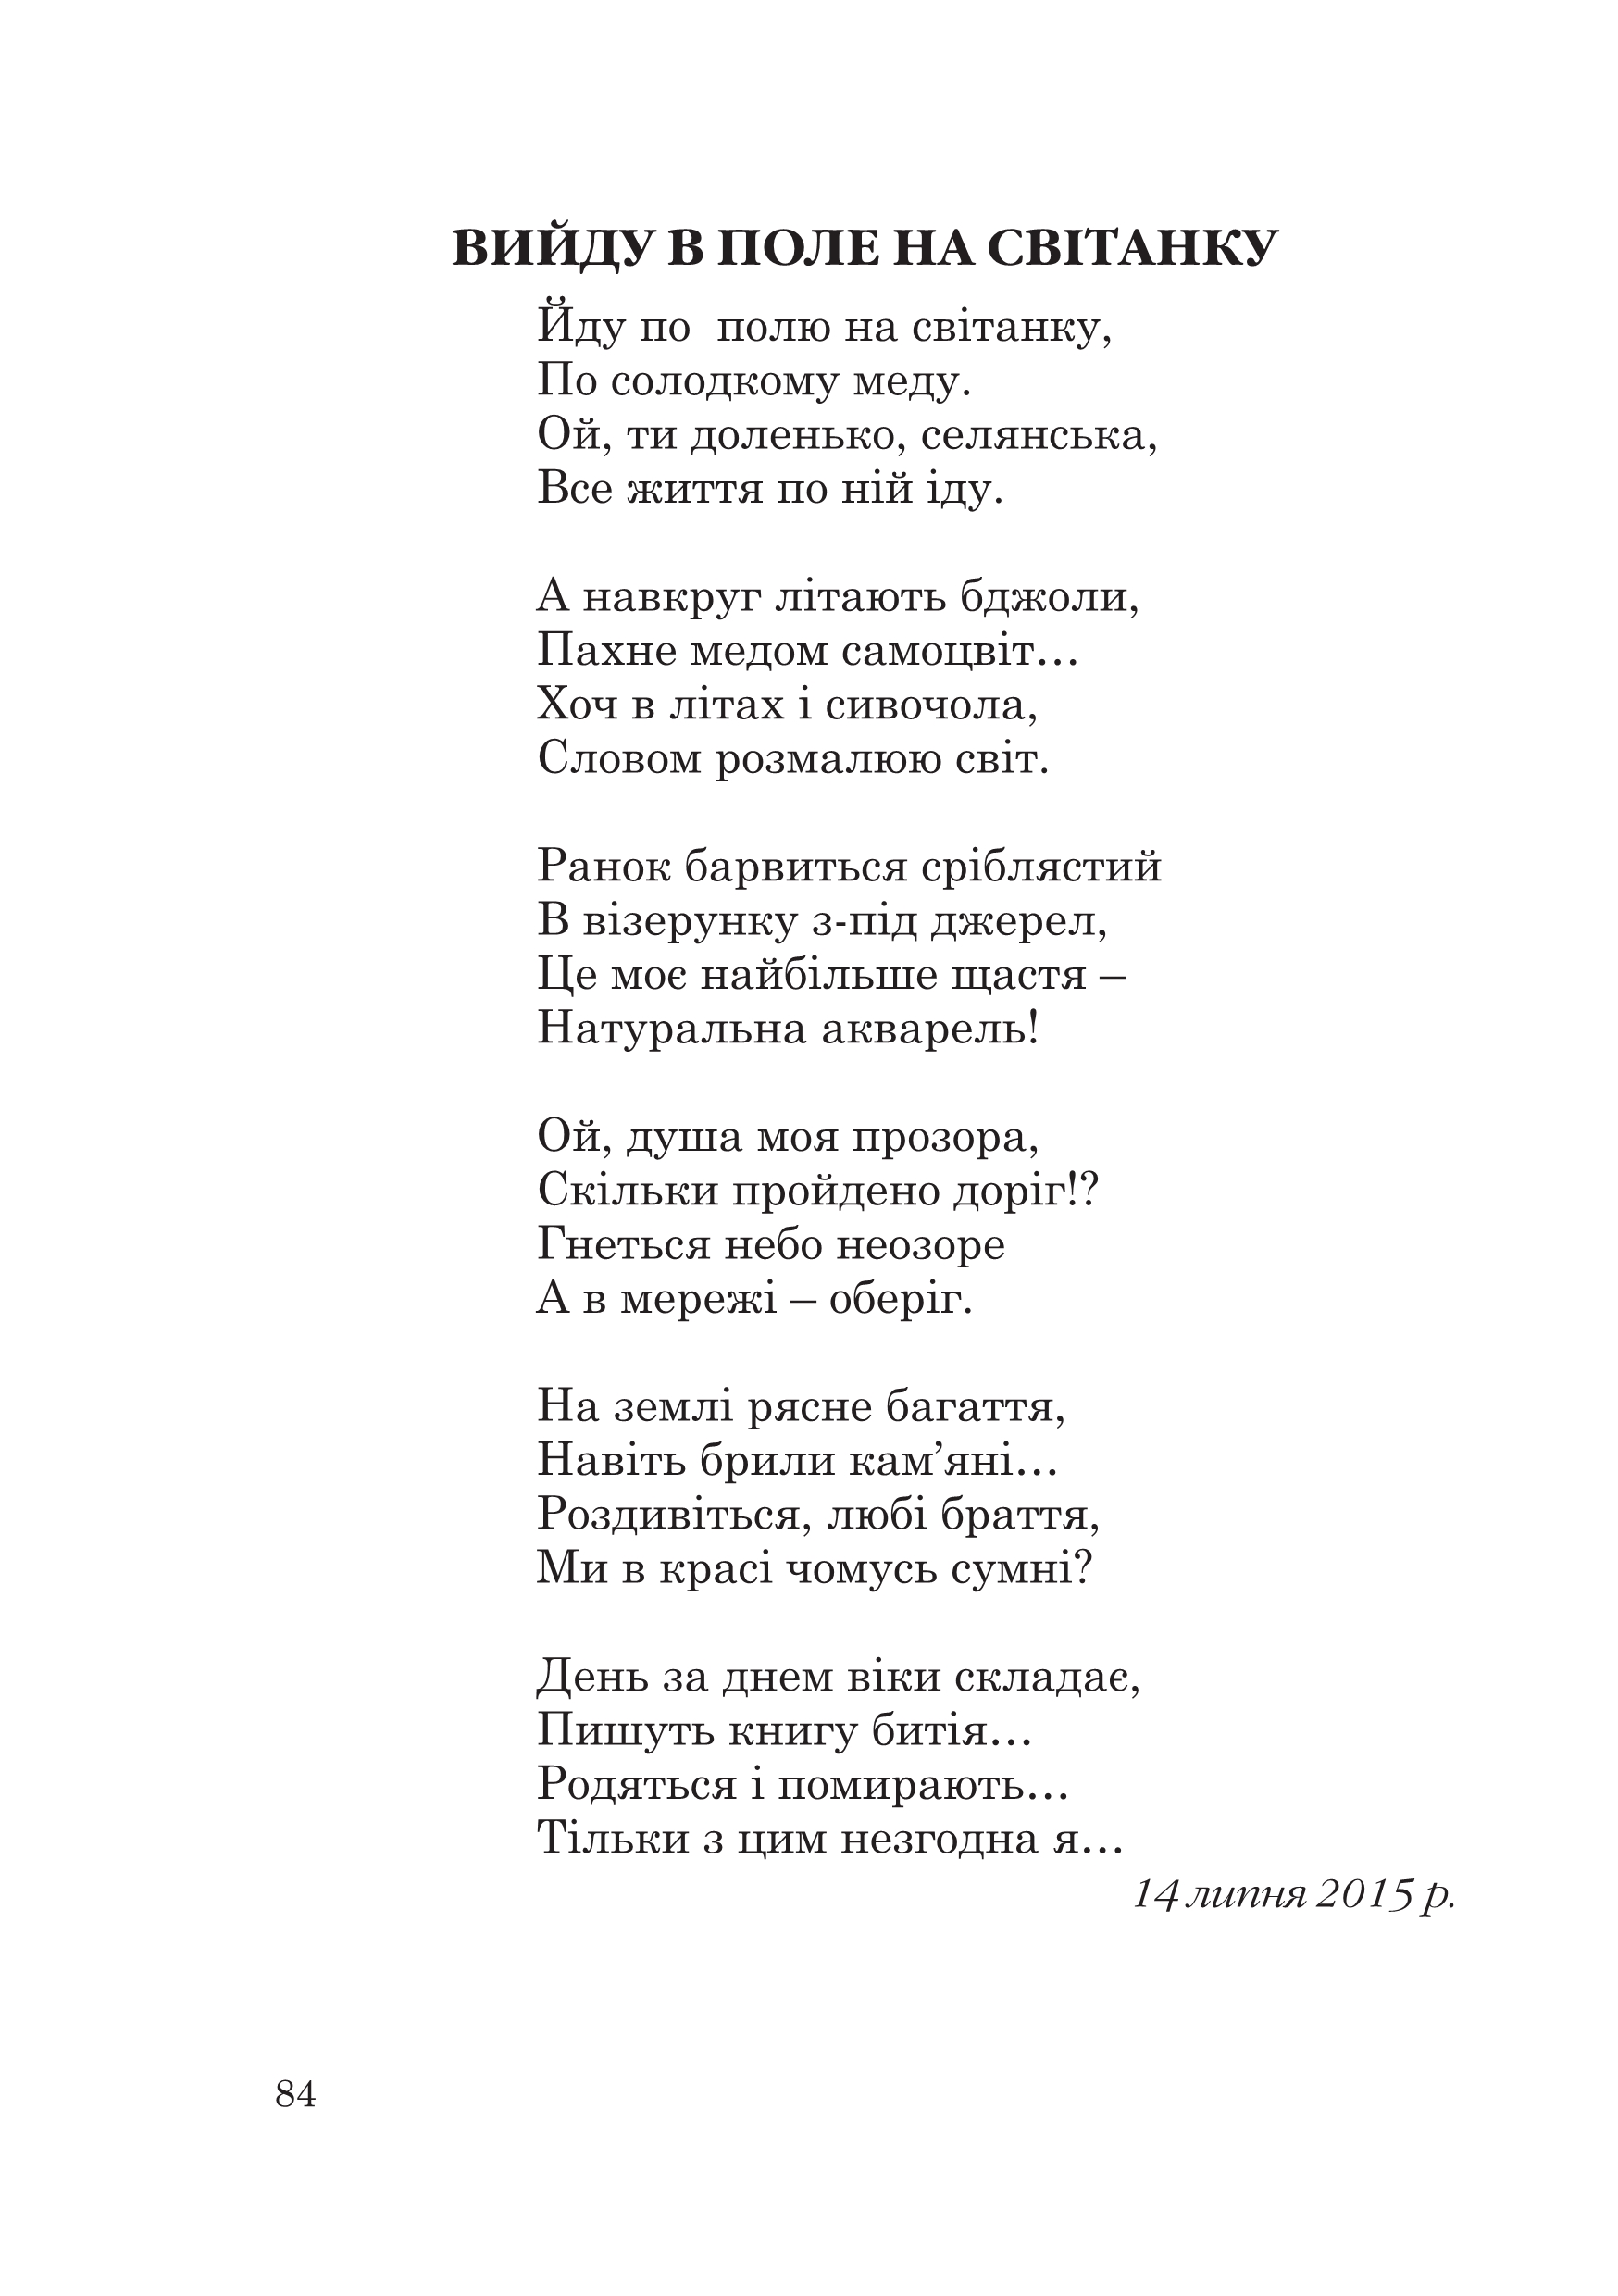 ВИЙДУ В ПОЛЕ НА СВІТАНКУ
Йду по  полю на світанку,
По солодкому меду.
Ой, ти доленько, селянська,
Все життя по ній іду.
А навкруг літають бджоли,
Пахне медом самоцвіт…
Хоч в літах і сивочола,
Словом розмалюю світ.
Ранок барвиться сріблястий
В візерунку з-під джерел,
Це моє найбільше щастя –
Натуральна акварель!
Ой, душа моя прозора,
Скільки пройдено доріг!?
Гнеться небо неозоре
А в мережі – оберіг.
На землі рясне багаття,
Навіть брили кам’яні…
Роздивіться, любі браття,
Ми в красі чомусь сумні?
День за днем віки складає,
Пишуть книгу битія…
Родяться і помирають…
Тільки з цим незгодна я…
14 липня 2015 р.
84